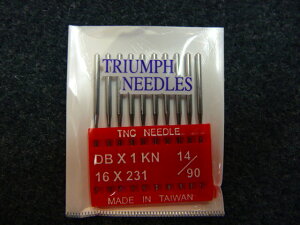 TRIUMPH
NEEDLES
TNC NEEDLE
DB X 1 KN 14/90
16 X 231
MADE IN TAIWAN